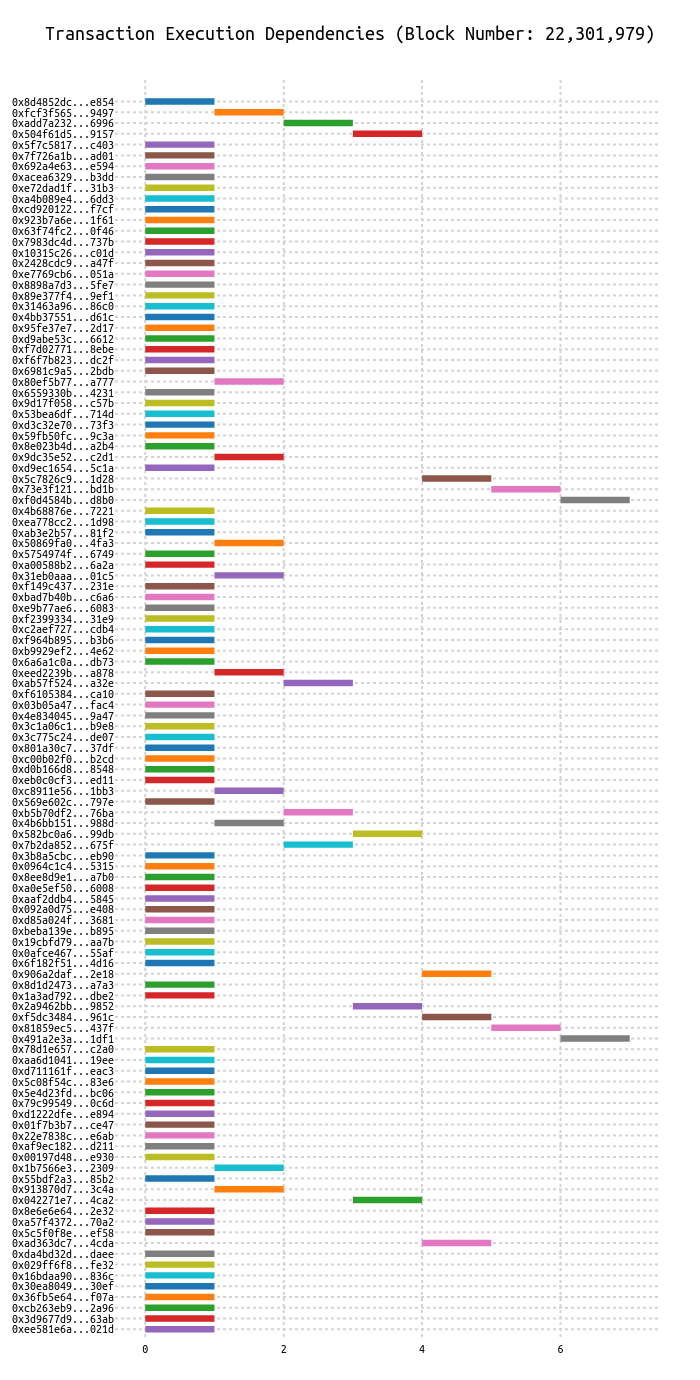 Transaction Execution Dependencies (Block Number: 22,301,979)
0x8d4852dc...e854
0xfcf3f565...9497
0xadd7a232...6996
0x504f61d5...9157
0x5f7c5817...c403
0x7f726a1b...ad01
0x692a4e63...e594
0xacea6329...b3dd
0xe72dad1f...31b3
0xa4b089e4...6dd3
0xcd920122...f7cf
0x923b7a6e...1f61
0x63f74fc2...0f46
0x7983dc4d...737b
0x10315c26...c01d
0x2428cdc9...a47f
0xe7769cb6...051a
0x8898a7d3...5fe7
0x89e377f4...9ef1
0x31463a96...86c0
0x4bb37551...d61c
0x95fe37e7...2d17
0xd9abe53c...6612
0xf7d02771...8ebe
0xf6f7b823...dc2f
0x6981c9a5...2bdb
0x80ef5b77...a777
0x6559330b...4231
0x9d17f058...c57b
0x53bea6df...714d
0xd3c32e70...73f3
0x59fb50fc...9c3a
0x8e023b4d...a2b4
0x9dc35e52...c2d1
0xd9ec1654...5c1a
0x5c7826c9...1d28
0x73e3f121...bd1b
0xf0d4584b...d8b0
0x4b68876e...7221
0xea778cc2...1d98
0xab3e2b57...81f2
0x50869fa0...4fa3
0x5754974f...6749
0xa00588b2...6a2a
0x31eb0aaa...01c5
0xf149c437...231e
0xbad7b40b...c6a6
0xe9b77ae6...6083
0xf2399334...31e9
0xc2aef727...cdb4
0xf964b895...b3b6
0xb9929ef2...4e62
0x6a6a1c0a...db73
0xeed2239b...a878
0xab57f524...a32e
0xf6105384...ca10
0x03b05a47...fac4
0x4e834045...9a47
0x3c1a06c1...b9e8
0x3c775c24...de07
0x801a30c7...37df
0xc00b02f0...b2cd
0xd0b166d8...8548
0xeb0c0cf3...ed11
0xc8911e56...1bb3
0x569e602c...797e
0xb5b70df2...76ba
0x4b6bb151...988d
0x582bc0a6...99db
0x7b2da852...675f
0x3b8a5cbc...eb90
0x0964c1c4...5315
0x8ee8d9e1...a7b0
0xa0e5ef50...6008
0xaaf2ddb4...5845
0x092a0d75...e408
0xd85a024f...3681
0xbeba139e...b895
0x19cbfd79...aa7b
0x0afce467...55af
0x6f182f51...4d16
0x906a2daf...2e18
0x8d1d2473...a7a3
0x1a3ad792...dbe2
0x2a9462bb...9852
0xf5dc3484...961c
0x81859ec5...437f
0x491a2e3a...1df1
0x78d1e657...c2a0
0xaa6d1041...19ee
0xd711161f...eac3
0x5c08f54c...83e6
0x5e4d23fd...bc06
0x79c99549...0c6d
0xd1222dfe...e894
0x01f7b3b7...ce47
0x22e7838c...e6ab
0xaf9ec182...d211
0x00197d48...e930
0x1b7566e3...2309
0x55bdf2a3...85b2
0x913870d7...3c4a
0x042271e7...4ca2
0x8e6e6e64...2e32
0xa57f4372...70a2
0x5c5f0f8e...ef58
0xad363dc7...4cda
0xda4bd32d...daee
0x029ff6f8...fe32
0x16bdaa90...836c
0x30ea8049...30ef
0x36fb5e64...f07a
0xcb263eb9...2a96
0x3d9677d9...63ab
0xee581e6a...021d
0 2 4 6